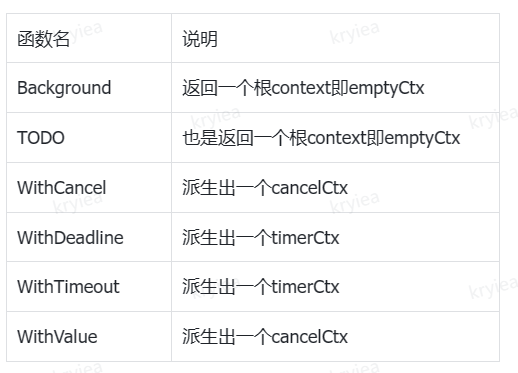 函数名 说明
Background 返回一个根context即emptyCtx
TODO 也是返回一个根context即emptyCtx
WithCancel 派生出一个cancelCtx
WithDeadline 派生出一个timerCtx
WithTimeout 派生出一个timerCtx
WithValue 派生出一个cancelCtx
kryiea
kryiea
kryiea
kryiea
kryiea
kryiea
kryiea
kryiea
kryiea
kryiea